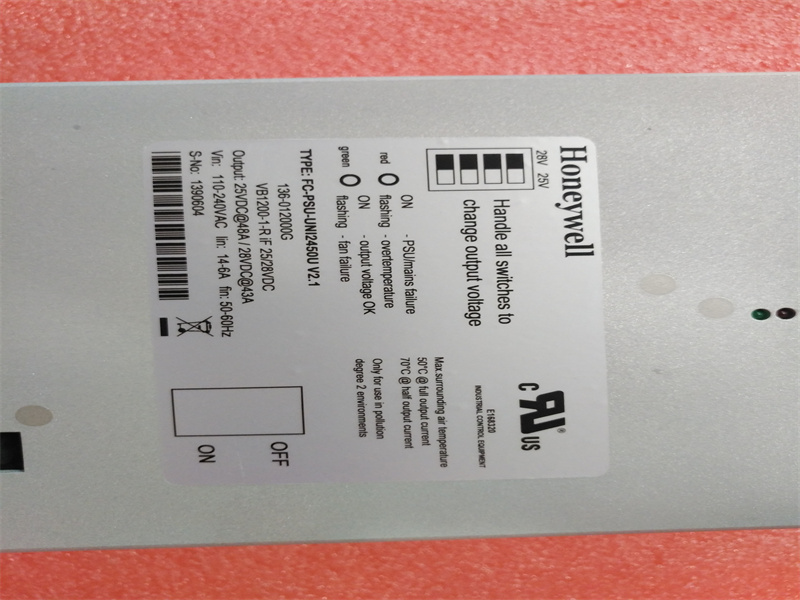 Honeywell
28V 25V
Handle all switches to
change output voltage
red
ON - PSU/mains failure
flashing - overtemperature
green
ON - output voltage OK
flashing - fan failure
TYPE: FC-PSU-UNI2450U V2.1
136-012000G
VB1200-1-R IF 25/28VDC
Output: 25VDC@48A / 28VDC@43A
Vin: 110-240VAC Iin: 14-6A fin: 50-60Hz
S-No: 1390604
C RU US
®
E168320
INDUSTRIAL CONTROL EQUIPMENT
Max.surrounding air temperature
50°C @ full output current
70°C @ half output current
Only for use in pollution
degree 2 environments
OFF
ON